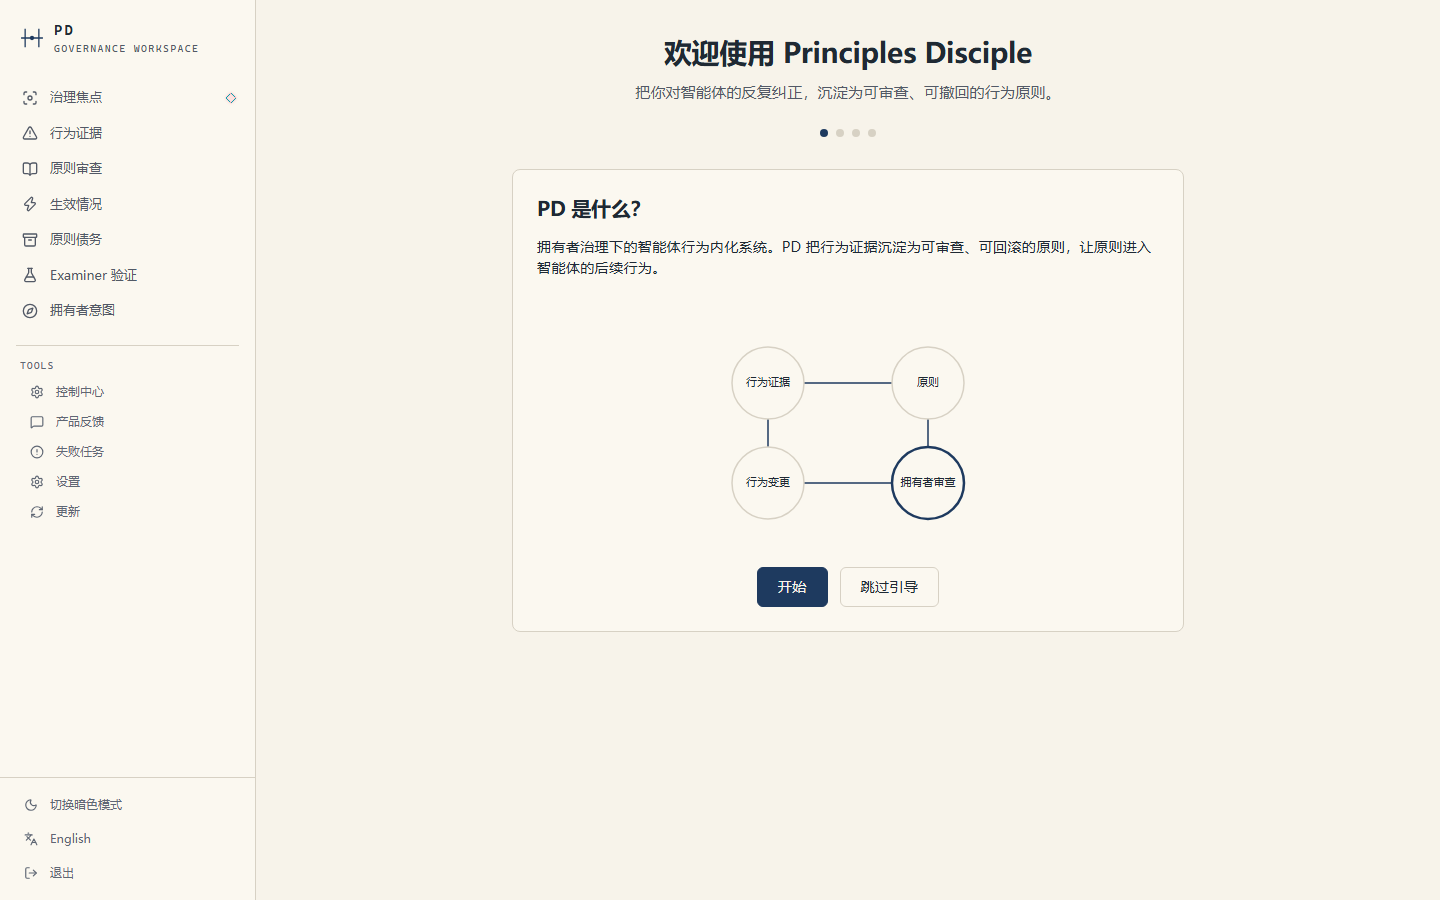 PD
GOVERNANCE WORKSPACE
治理焦点
行为证据
原则审查
生效情况
原则债务
Examiner 验证
拥有者意图
TOOLS
控制中心
产品反馈
失败任务
设置
更新
切换暗色模式
English
退出
欢迎使用 Principles Disciple
把你对智能体的反复纠正，沉淀为可审查、可撤回的行为原则。
PD 是什么？
拥有者治理下的智能体行为内化系统。PD 把行为证据沉淀为可审查、可回滚的原则，让原则进入
智能体的后续行为。
行为证据
原则
行为变更
拥有者审查
开始
跳过引导